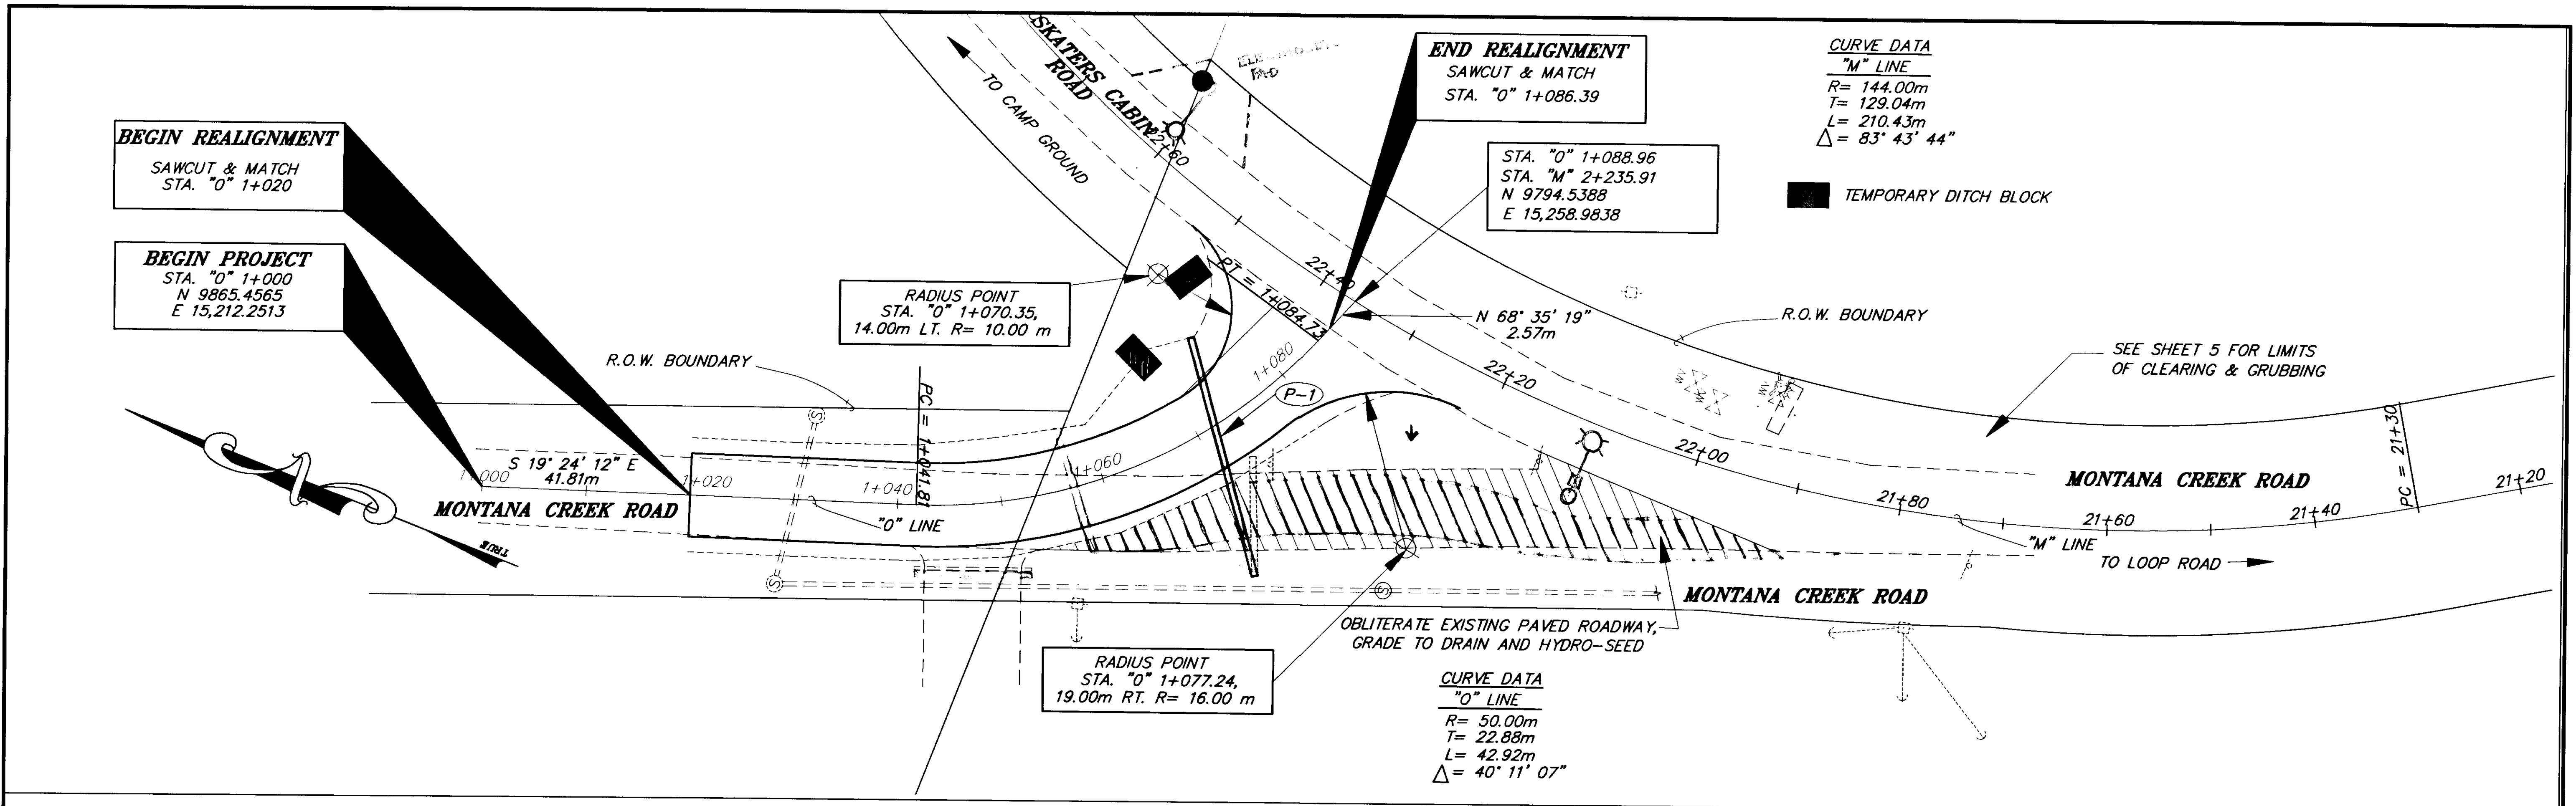 BEGIN REALIGNMENT
SAWCUT & MATCH
STA. "O" 1+020
BEGIN PROJECT
STA. "O" 1+000
N 9865.4565
E 15,212.2513
SKATERS CABIN
ROAD
TO CAMP GROUND
PAD
END REALIGNMENT
SAWCUT & MATCH
STA. "O" 1+086.39
STA. "O" 1+088.96
STA. "M" 2+235.91
N 9794.5388
E 15,258.9838
CURVE DATA
"M" LINE
R= 144.00m
T= 129.04m
L= 210.43m
Δ= 83° 43' 44"
TEMPORARY DITCH BLOCK
RADIUS POINT
STA. "O" 1+070.35,
14.00m LT. R= 10.00 m
R.O.W. BOUNDARY
PT = 1+084.73
N 68° 35' 19"
2.57m
R.O.W. BOUNDARY
SEE SHEET 5 FOR LIMITS
OF CLEARING & GRUBBING
22+60
22+40
22+20
22+00
21+80
21+60
21+40
21+20
PC = 21+30
MONTANA CREEK ROAD
"M" LINE
TO LOOP ROAD
S 19° 24' 12" E
41.81m
1+000
1+020
1+040
1+060
1+080
PC = 1+041.81
P-1
S
S
S
"O" LINE
MONTANA CREEK ROAD
TRUE
MONTANA CREEK ROAD
OBLITERATE EXISTING PAVED ROADWAY,
GRADE TO DRAIN AND HYDRO-SEED
RADIUS POINT
STA. "O" 1+077.24,
19.00m RT. R= 16.00 m
CURVE DATA
"O" LINE
R= 50.00m
T= 22.88m
L= 42.92m
Δ= 40° 11' 07"